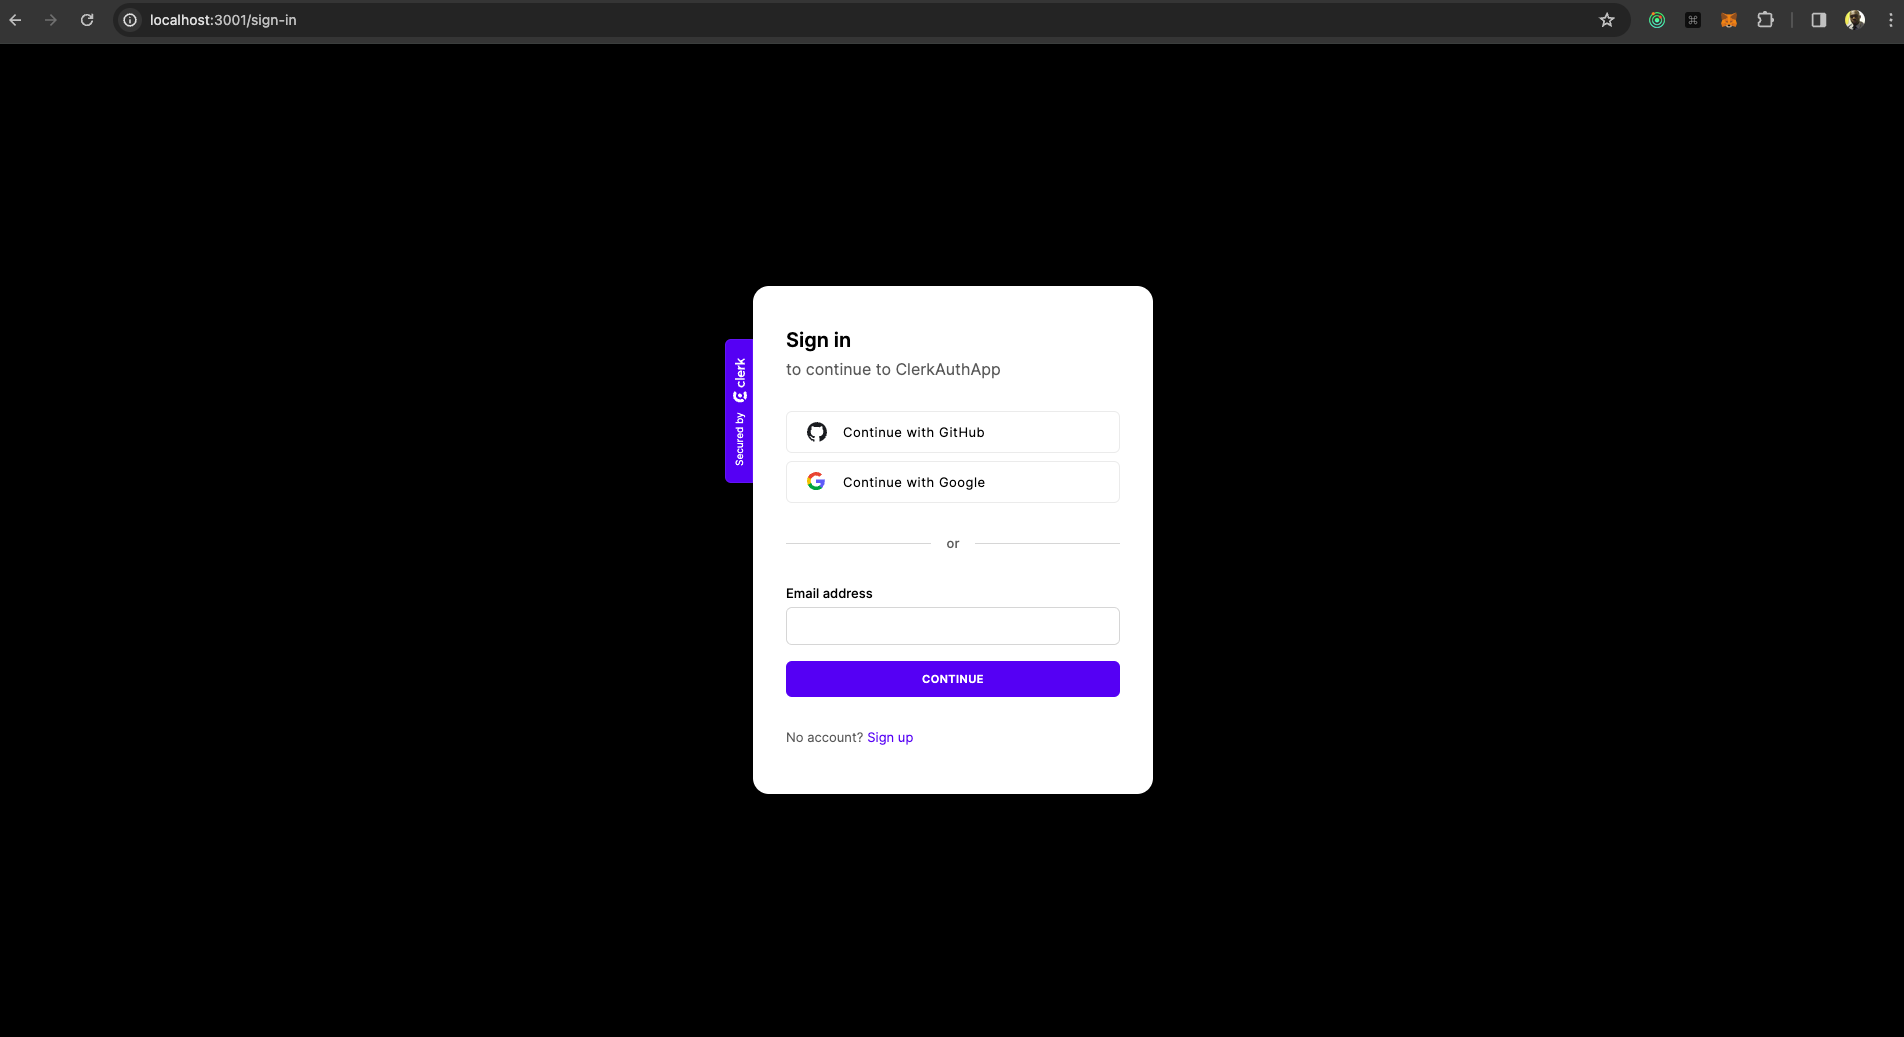 localhost:3001/sign-in
Sign in
to continue to ClerkAuthApp
Secured by clerk
Continue with GitHub
Continue with Google
or
Email address
CONTINUE
No account? Sign up